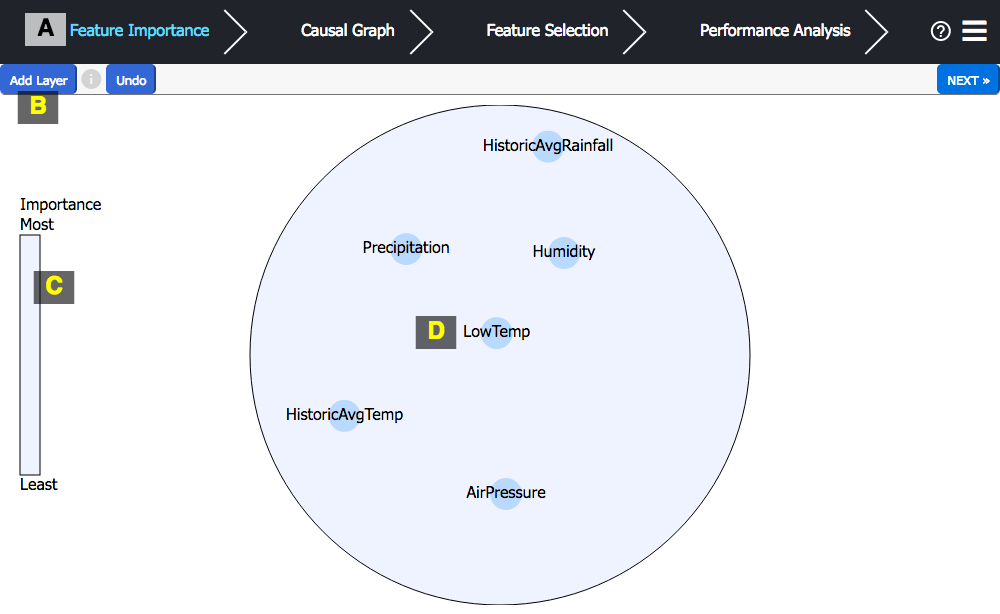 A Feature Importance Causal Graph Feature Selection Performance Analysis ?
Add Layer i Undo NEXT »
B
HistoricAvgRainfall
Importance
Most
Precipitation Humidity
C
D LowTemp
HistoricAvgTemp
Least
AirPressure